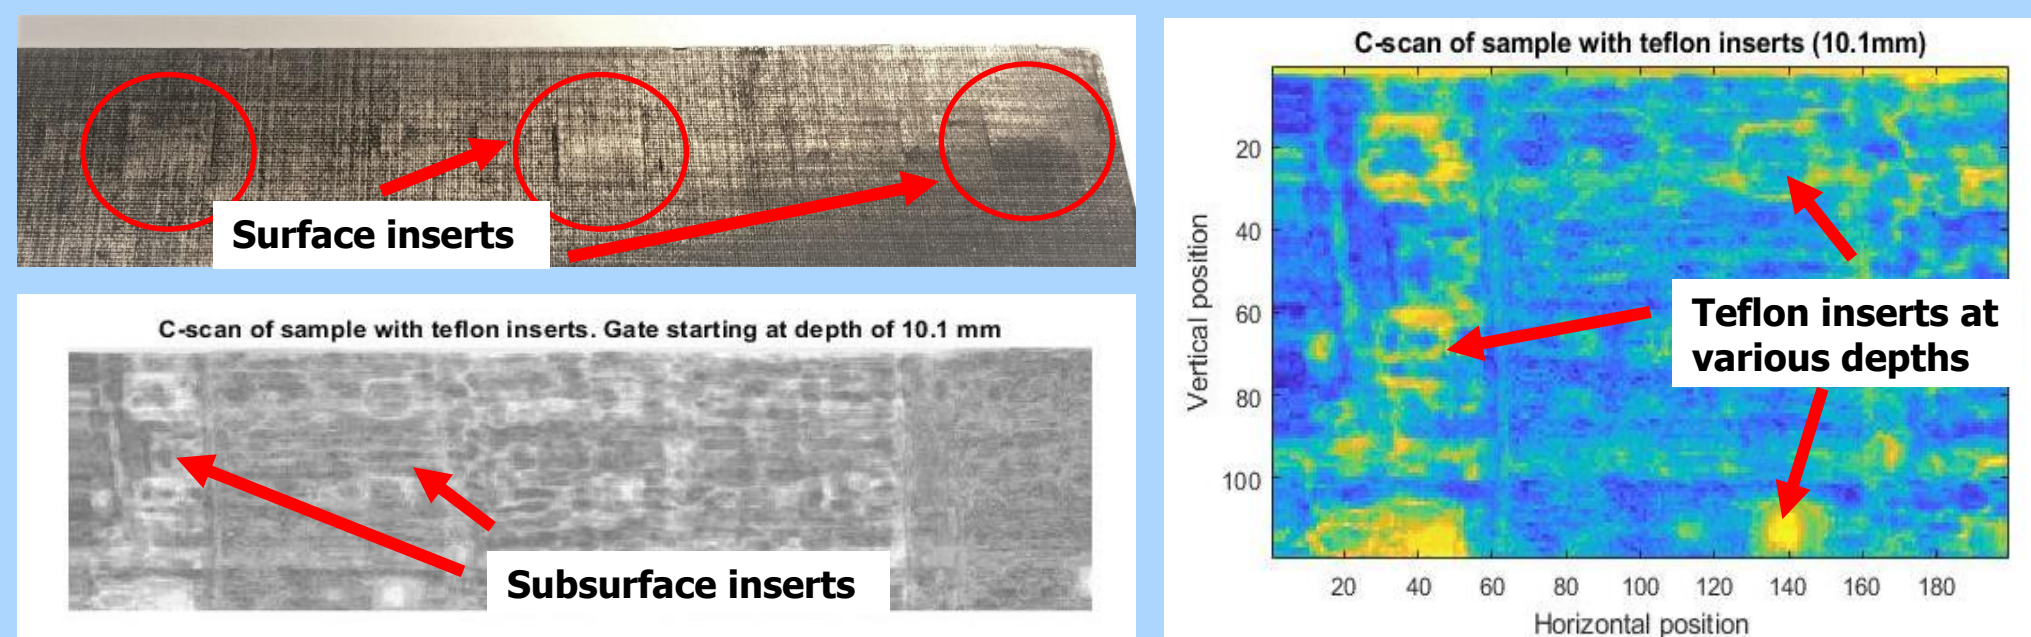 Surface inserts
C-scan of sample with teflon inserts. Gate starting at depth of 10.1 mm
Subsurface inserts
C-scan of sample with teflon inserts (10.1mm)
Vertical position
20
40
60
80
100
Teflon inserts at
various depths
20 40 60 80 100 120 140 160 180
Horizontal position